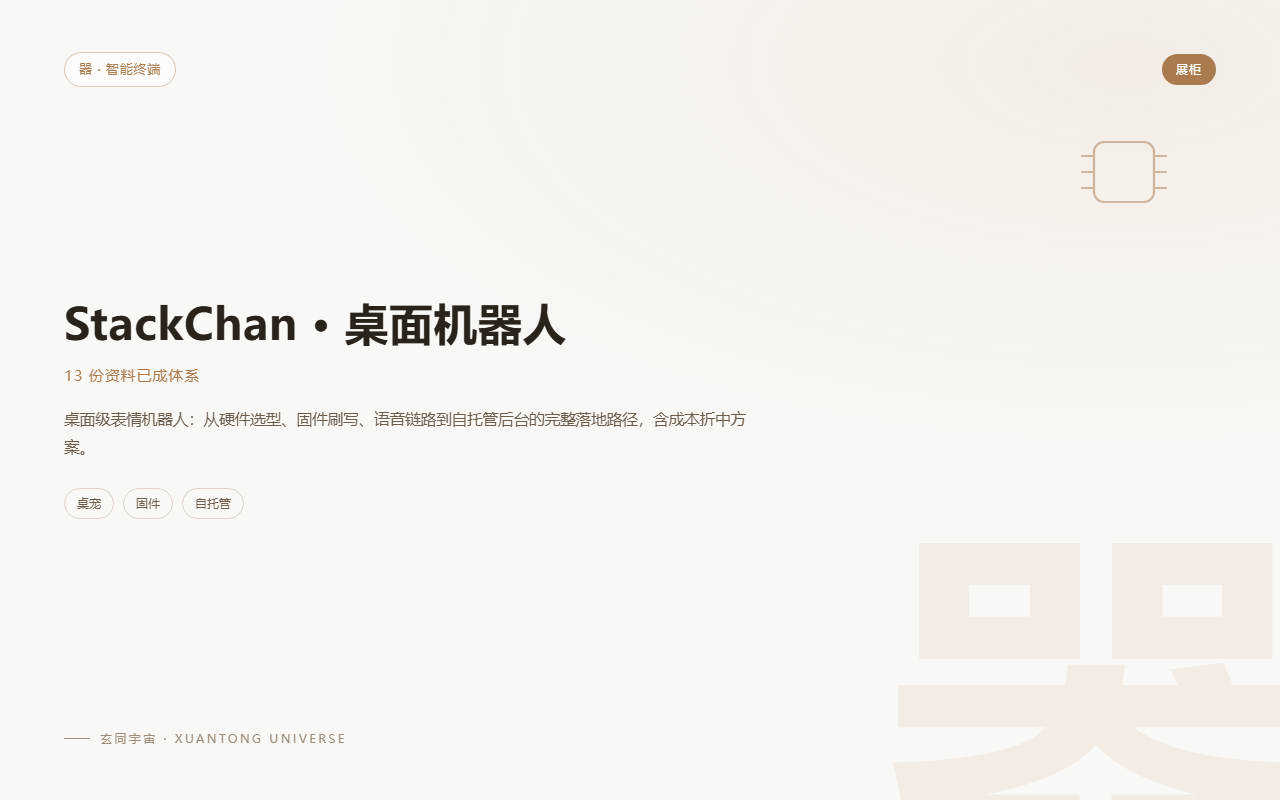 器 · 智能终端
展柜
StackChan · 桌面机器人
13 份资料已成体系
桌面级表情机器人：从硬件选型、固件刷写、语音链路到自托管后台的完整落地路径，含成本折中方
案。
桌宠
固件
自托管
器
玄同宇宙 · XUANTONG UNIVERSE